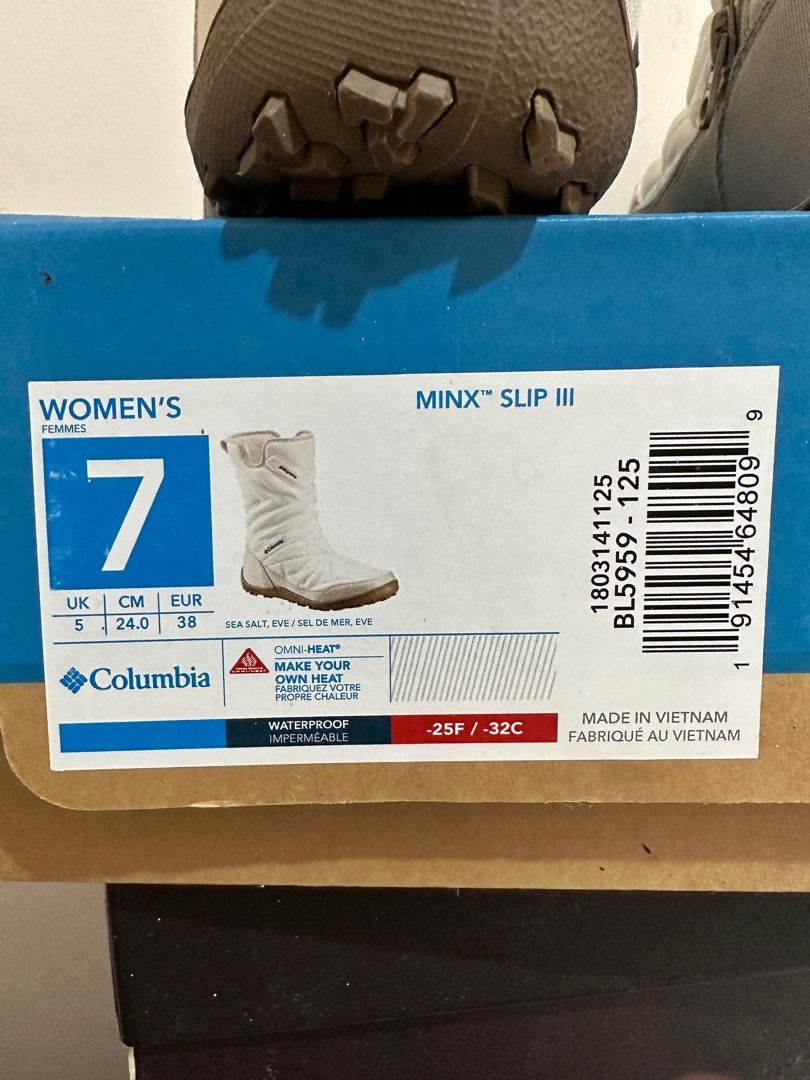 WOMEN'S
FEMMES
MINX™ SLIP III
7
UK CM EUR
5 24.0 38
Columbia
SEA SALT, EVE / SEL DE MER, EVE
Columbia
OMNI-HEAT®
MAKE YOUR
OWN HEAT
FABRIQUEZ VOTRE
PROPRE CHALEUR
WATERPROOF
IMPERMÉABLE
-25F / -32C
MADE IN VIETNAM
FABRIQUÉ AU VIETNAM
1803141125
BL5959 - 125
1 91454 64809 9